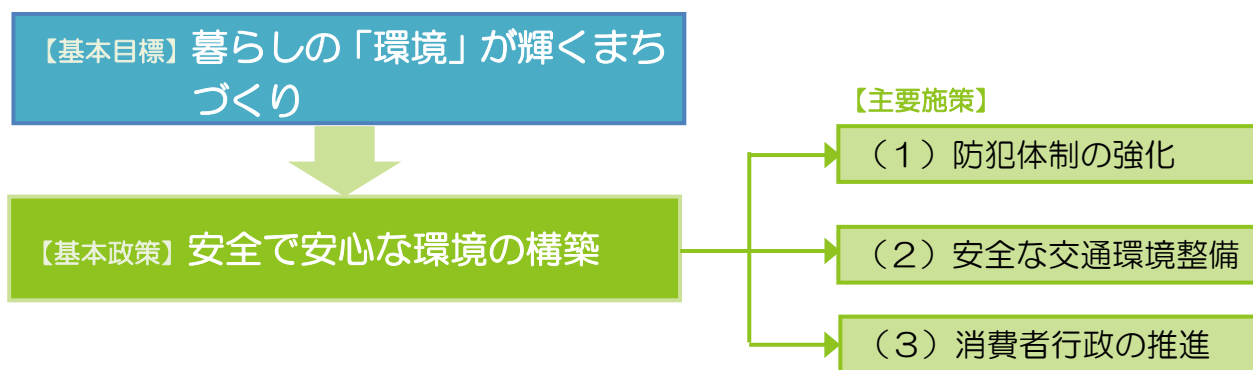 【基本目標】暮らしの「環境」が輝くまち
づくり
【基本政策】安全で安心な環境の構築
【主要施策】
（１）防犯体制の強化
（２）安全な交通環境整備
（３）消費者行政の推進